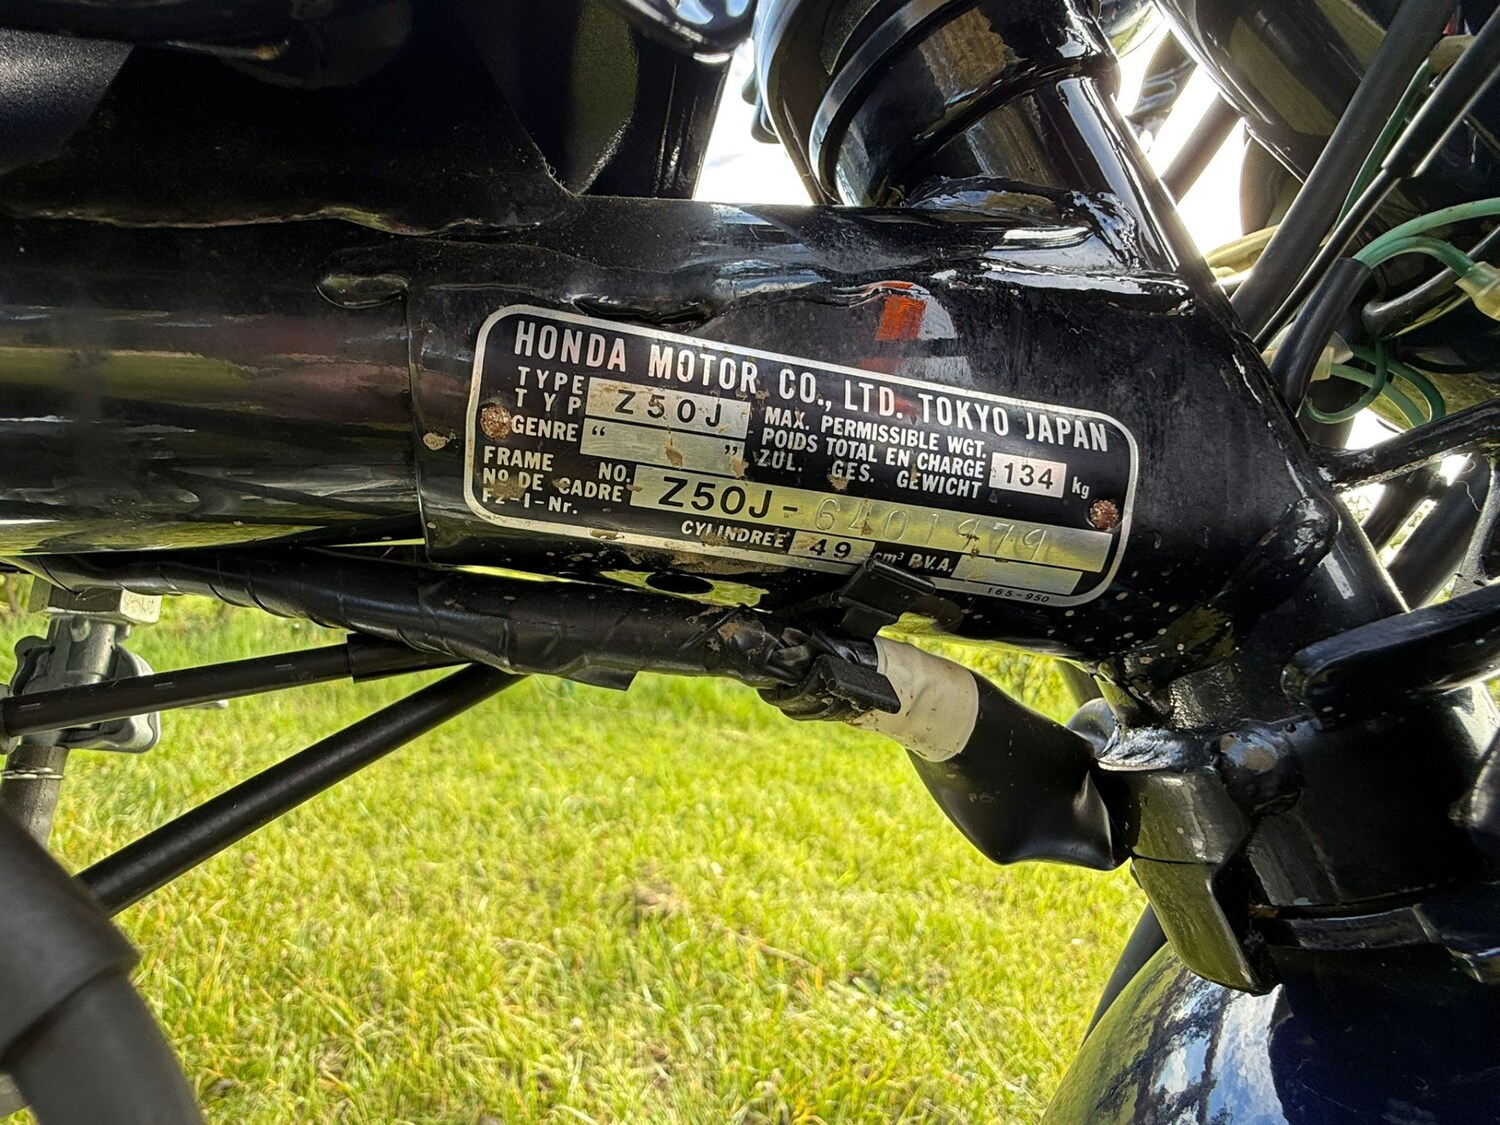 HONDA MOTOR CO., LTD. TOKYO JAPAN
TYPE
TYP Z50J
GENRE “ ”
MAX. PERMISSIBLE WGT.
POIDS TOTAL EN CHARGE 134 kg
ZUL. GES. GEWICHT
FRAME NO.
Nº DE CADRE Z50J-6401979
FZ-I-Nr.
CYLINDREE 49 cm³ P.V.A.
165-950